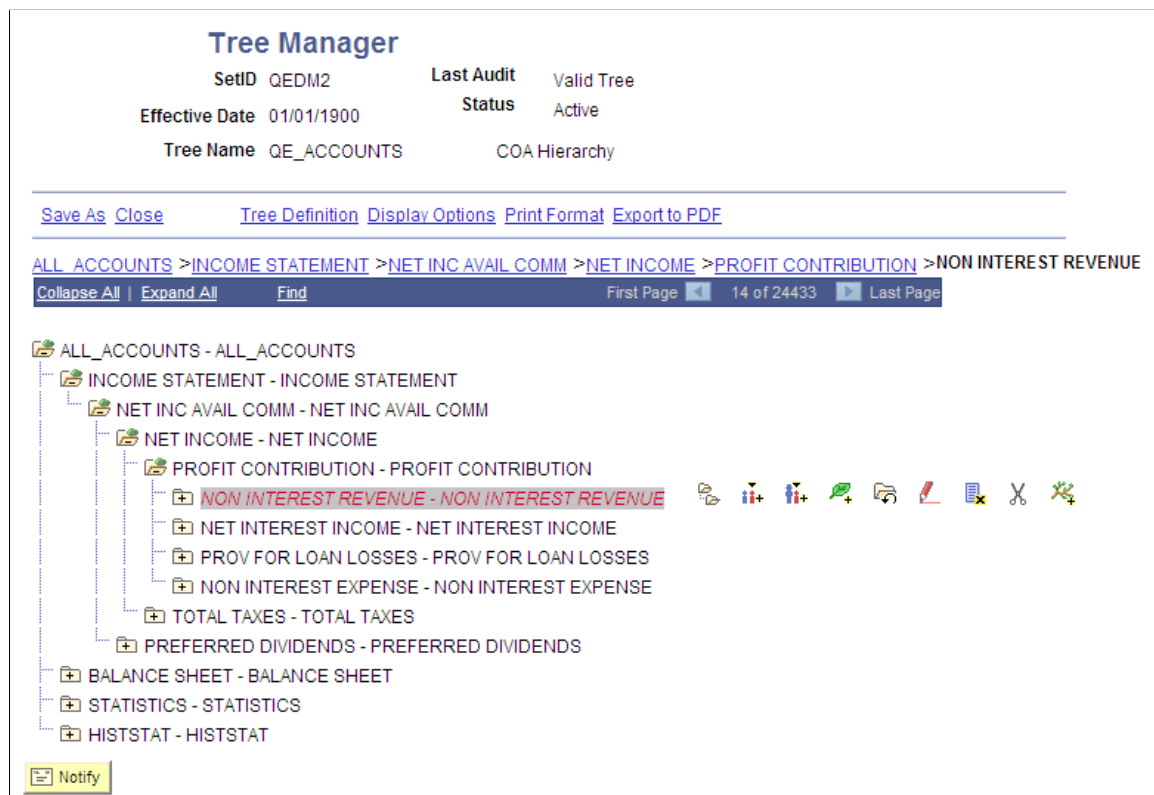 Tree Manager
SetID QEDM2 Last Audit Valid Tree
Effective Date 01/01/1900 Status Active
Tree Name QE_ACCOUNTS COA Hierarchy
Save As Close Tree Definition Display Options Print Format Export to PDF
ALL_ACCOUNTS >INCOME STATEMENT >NET INC AVAIL COMM >NET INCOME >PROFIT CONTRIBUTION >NON INTEREST REVENUE
Collapse All | Expand All Find First Page 14 of 24433 Last Page
ALL_ACCOUNTS - ALL_ACCOUNTS
INCOME STATEMENT - INCOME STATEMENT
NET INC AVAIL COMM - NET INC AVAIL COMM
NET INCOME - NET INCOME
PROFIT CONTRIBUTION - PROFIT CONTRIBUTION
NON INTEREST REVENUE - NON INTEREST REVENUE
NET INTEREST INCOME - NET INTEREST INCOME
PROV FOR LOAN LOSSES - PROV FOR LOAN LOSSES
NON INTEREST EXPENSE - NON INTEREST EXPENSE
TOTAL TAXES - TOTAL TAXES
PREFERRED DIVIDENDS - PREFERRED DIVIDENDS
BALANCE SHEET - BALANCE SHEET
STATISTICS - STATISTICS
HISTSTAT - HISTSTAT
Notify